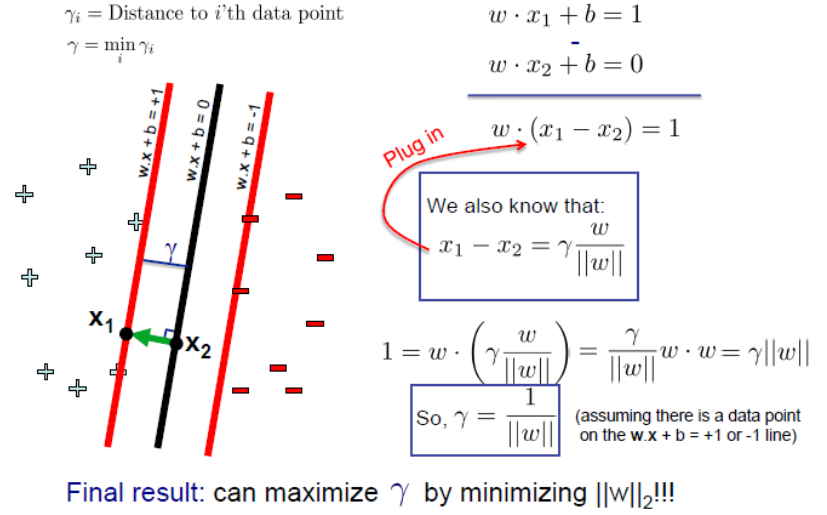 γᵢ = Distance to i'th data point
γ = min γᵢ
i
w.x + b = +1
w.x + b = 0
w.x + b = -1
γ
x₁
x₂
w · x₁ + b = 1
-
w · x₂ + b = 0
w · (x₁ − x₂) = 1
Plug in
We also know that:
x₁ − x₂ = γ w/||w||
1 = w · (γ w/||w||) = γ/||w|| w · w = γ||w||
So, γ = 1/||w||
(assuming there is a data point
on the w.x + b = +1 or -1 line)
Final result: can maximize γ by minimizing ||w||₂!!!